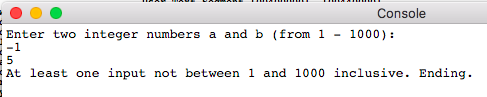 Console
Enter two integer numbers a and b (from 1 - 1000):
-1
5
At least one input not between 1 and 1000 inclusive. Ending.